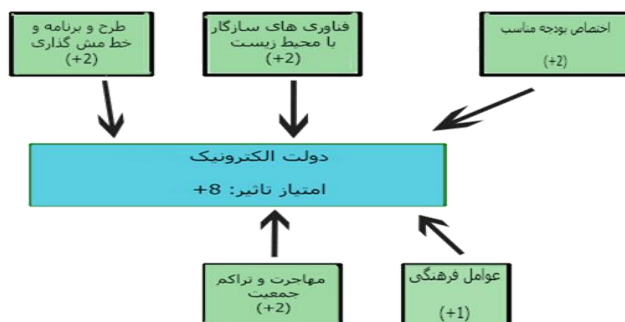 طرح و برنامه و
خط مش گذاری
(+2)
فناوری های سازگار
با محیط زیست
(+2)
اختصاص بودجه مناسب
(+2)
دولت الکترونیک
امتیاز تاثیر: 8+
مهاجرت و تراکم
جمعیت
(+2)
عوامل فرهنگی
(+1)